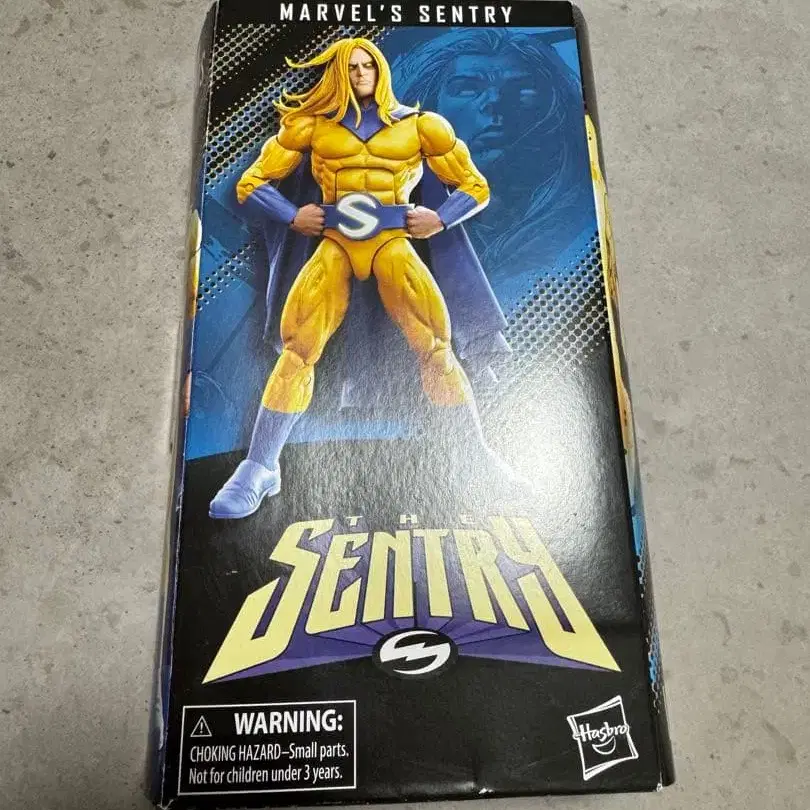 MARVEL'S SENTRY
S
THE
SENTRY
S
⚠ WARNING:
CHOKING HAZARD–Small parts.
Not for children under 3 years.
Hasbro